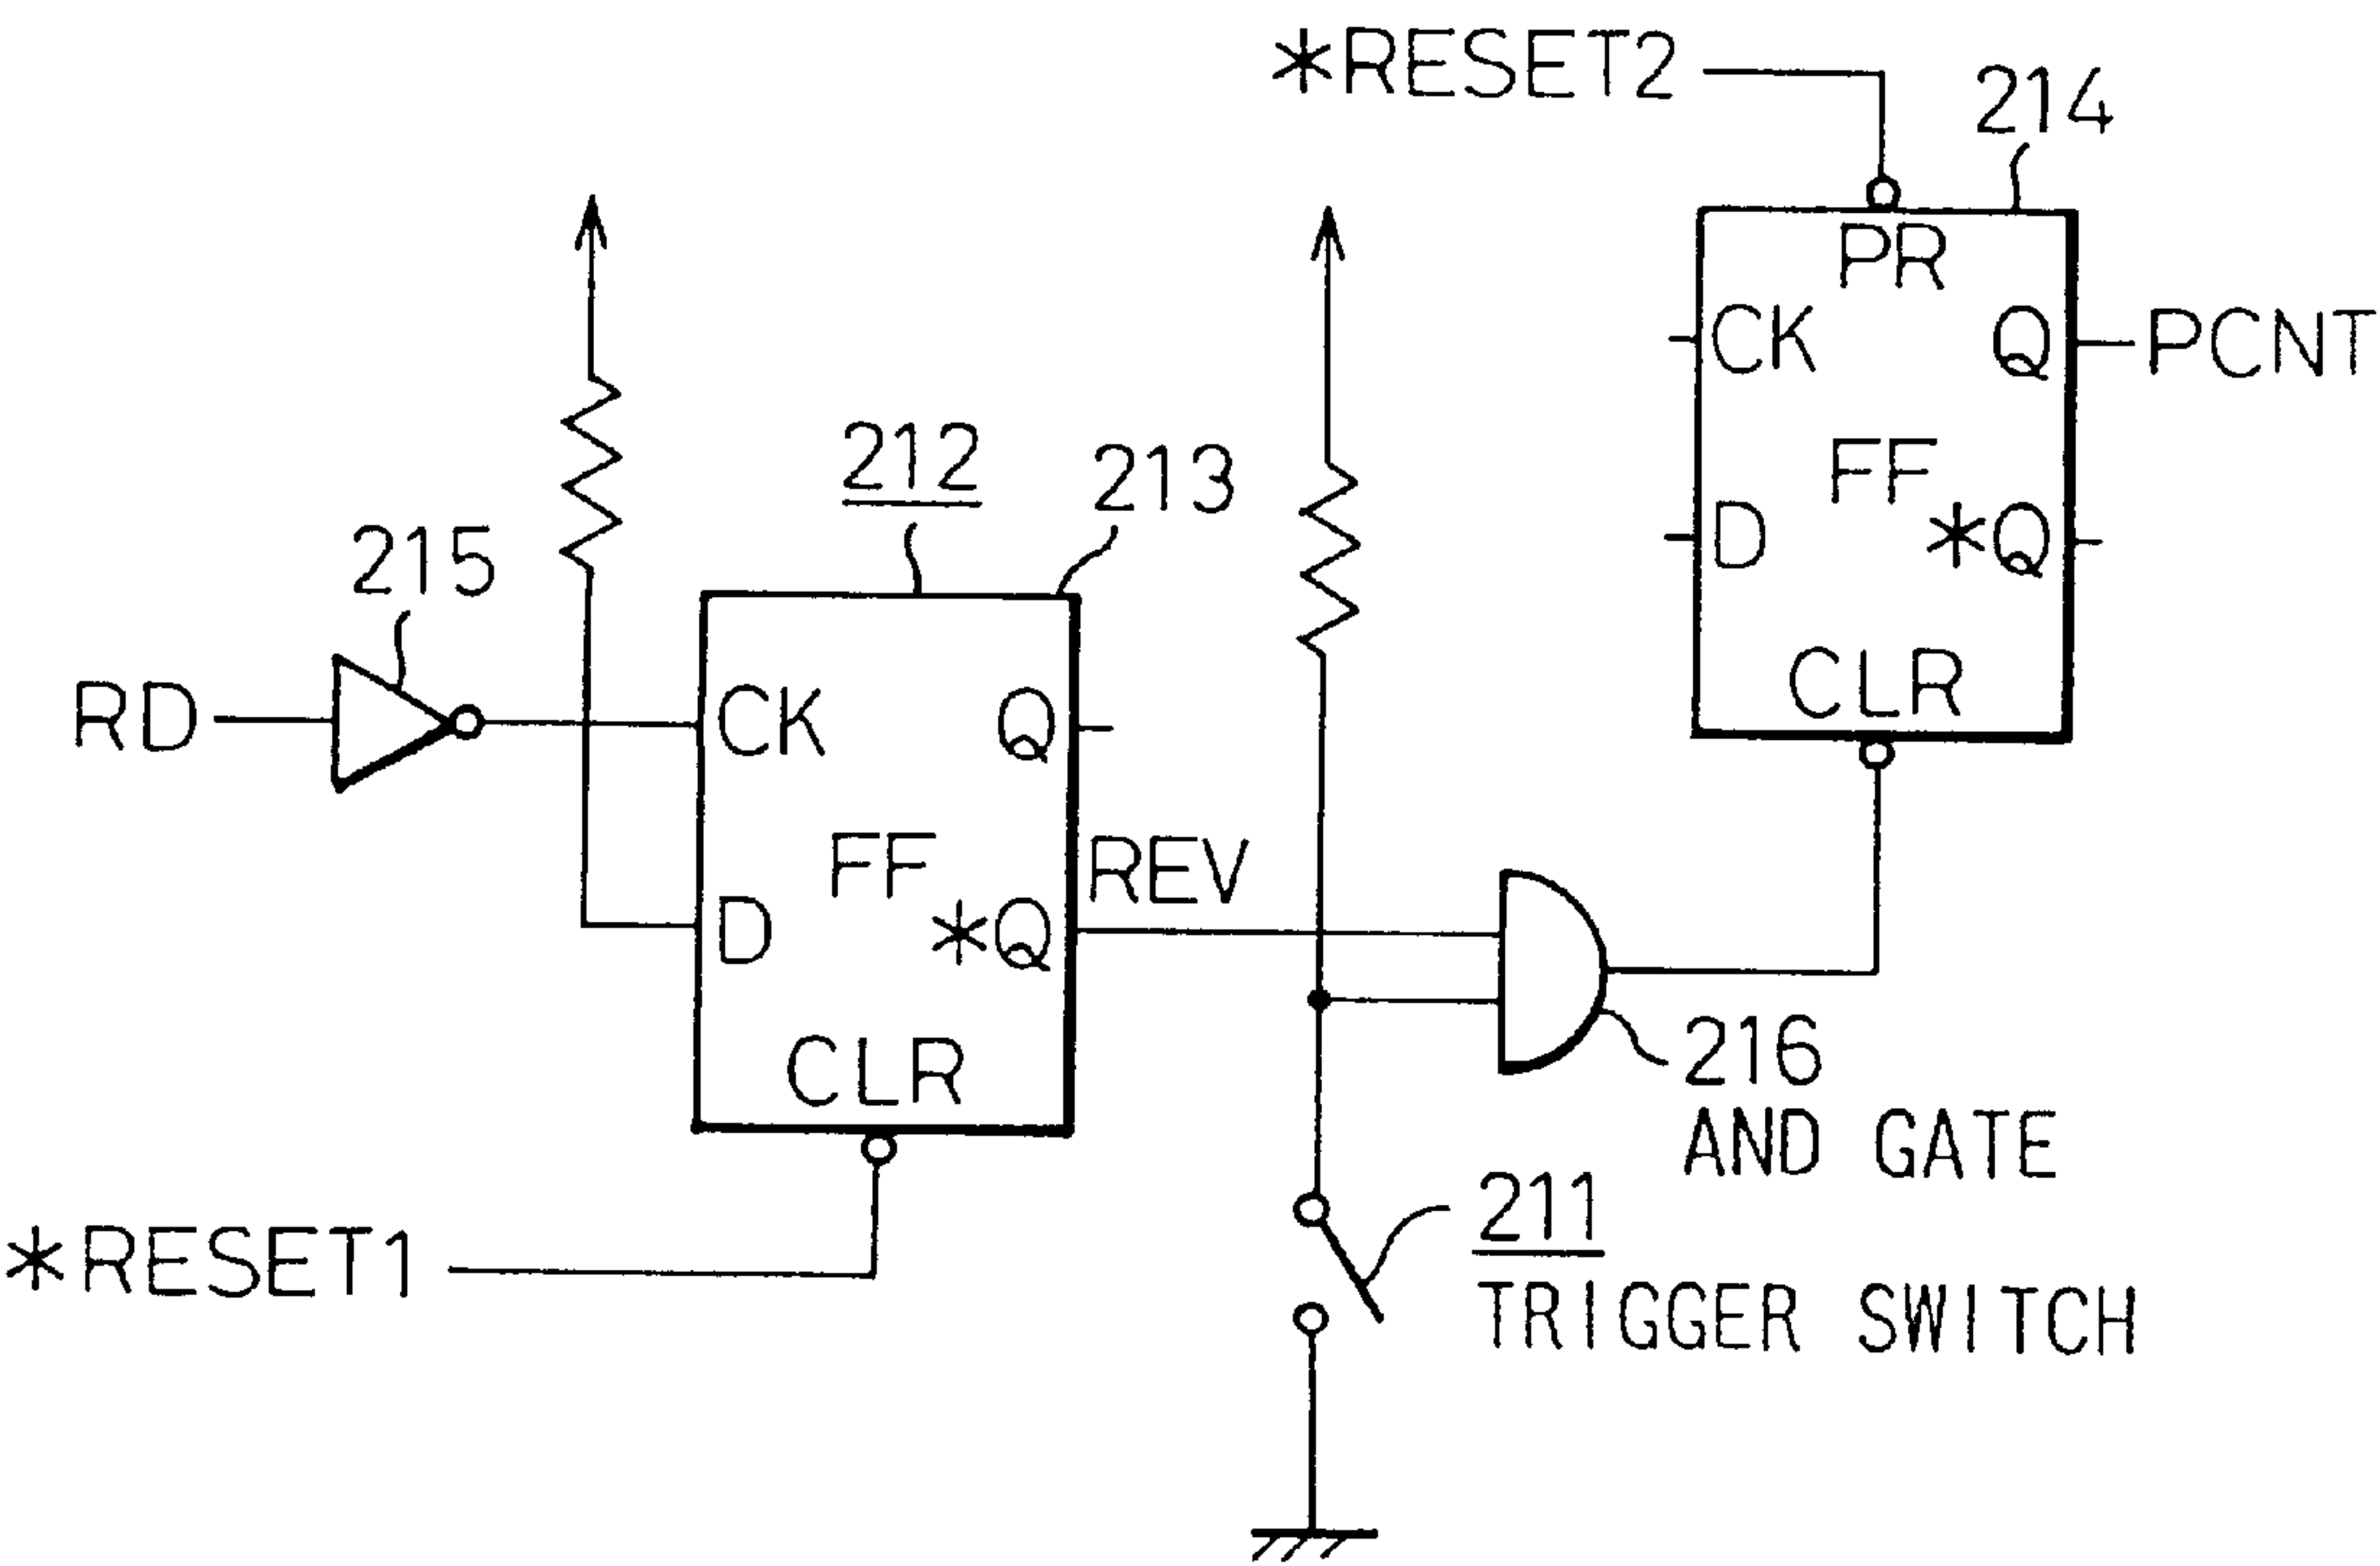 *RESET2
214
PR
CK
Q
PCNT
FF
D
*Q
CLR
212
213
215
RD
CK
Q
FF
REV
D
*Q
CLR
216
AND GATE
*RESET1
211
TRIGGER SWITCH